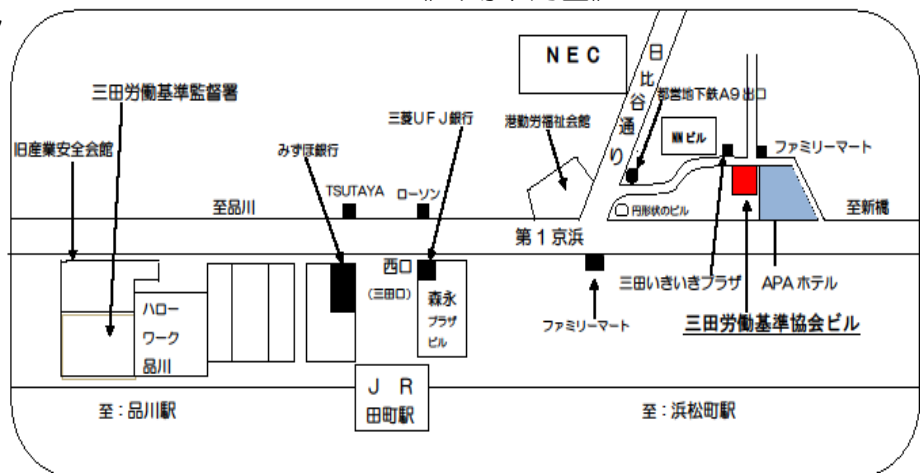 NEC
日比谷通り
三田労働基準監督署
都営地下鉄A9出口
旧産業安全会館
みずほ銀行
三菱UFJ銀行
港勤労福祉会館
NNビル
ファミリーマート
TSUTAYA
ローソン
至品川
円形状のビル
至新橋
第1京浜
西口
(三田口)
三田いきいきプラザ
APAホテル
森永
プラザ
ビル
ハロー
ワーク
品川
ファミリーマート
三田労働基準協会ビル
JR
田町駅
至:品川駅
至:浜松町駅